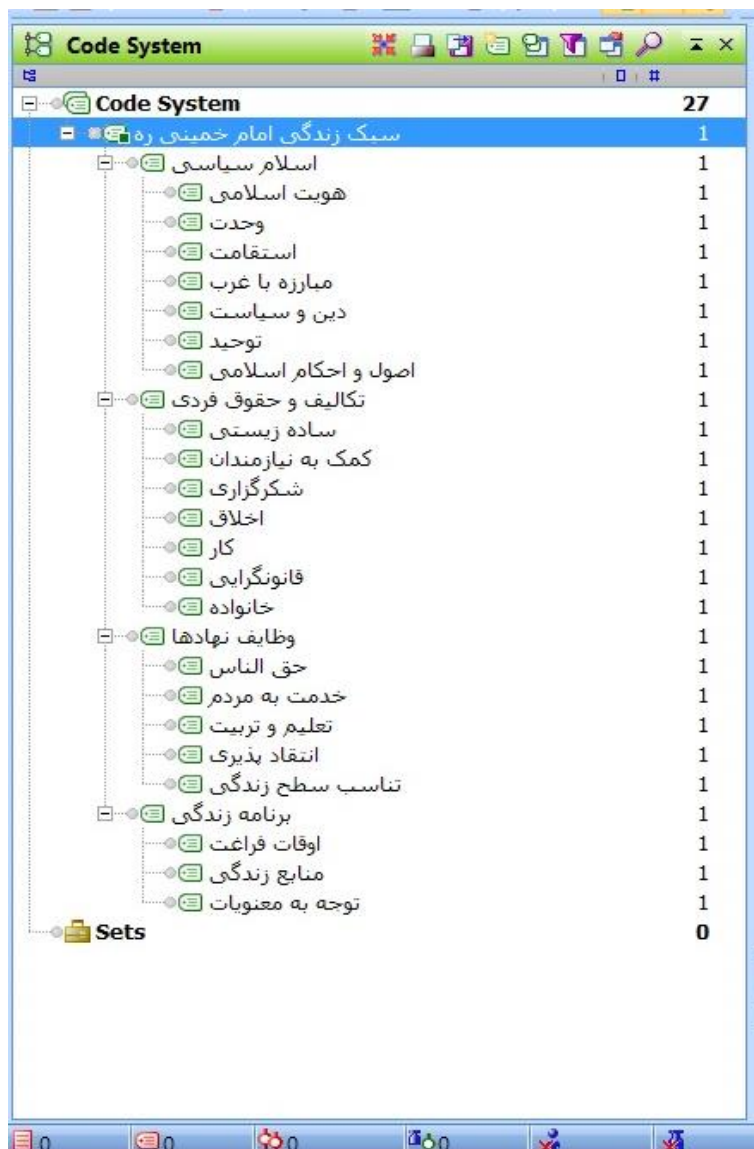 Code System
Code System 27
سبک زندگی امام خمینی ره 1
اسلام سیاسی 1
هویت اسلامی 1
وحدت 1
استقامت 1
مبارزه با غرب 1
دین و سیاست 1
توحید 1
اصول و احکام اسلامی 1
تکالیف و حقوق فردی 1
ساده زیستی 1
کمک به نیازمندان 1
شکرگزاری 1
اخلاق 1
کار 1
قانونگرایی 1
خانواده 1
وظایف نهادها 1
حق الناس 1
خدمت به مردم 1
تعلیم و تربیت 1
انتقاد پذیری 1
تناسب سطح زندگی 1
برنامه زندگی 1
اوقات فراغت 1
منابع زندگی 1
توجه به معنویات 1
Sets 0
0 0 0 0